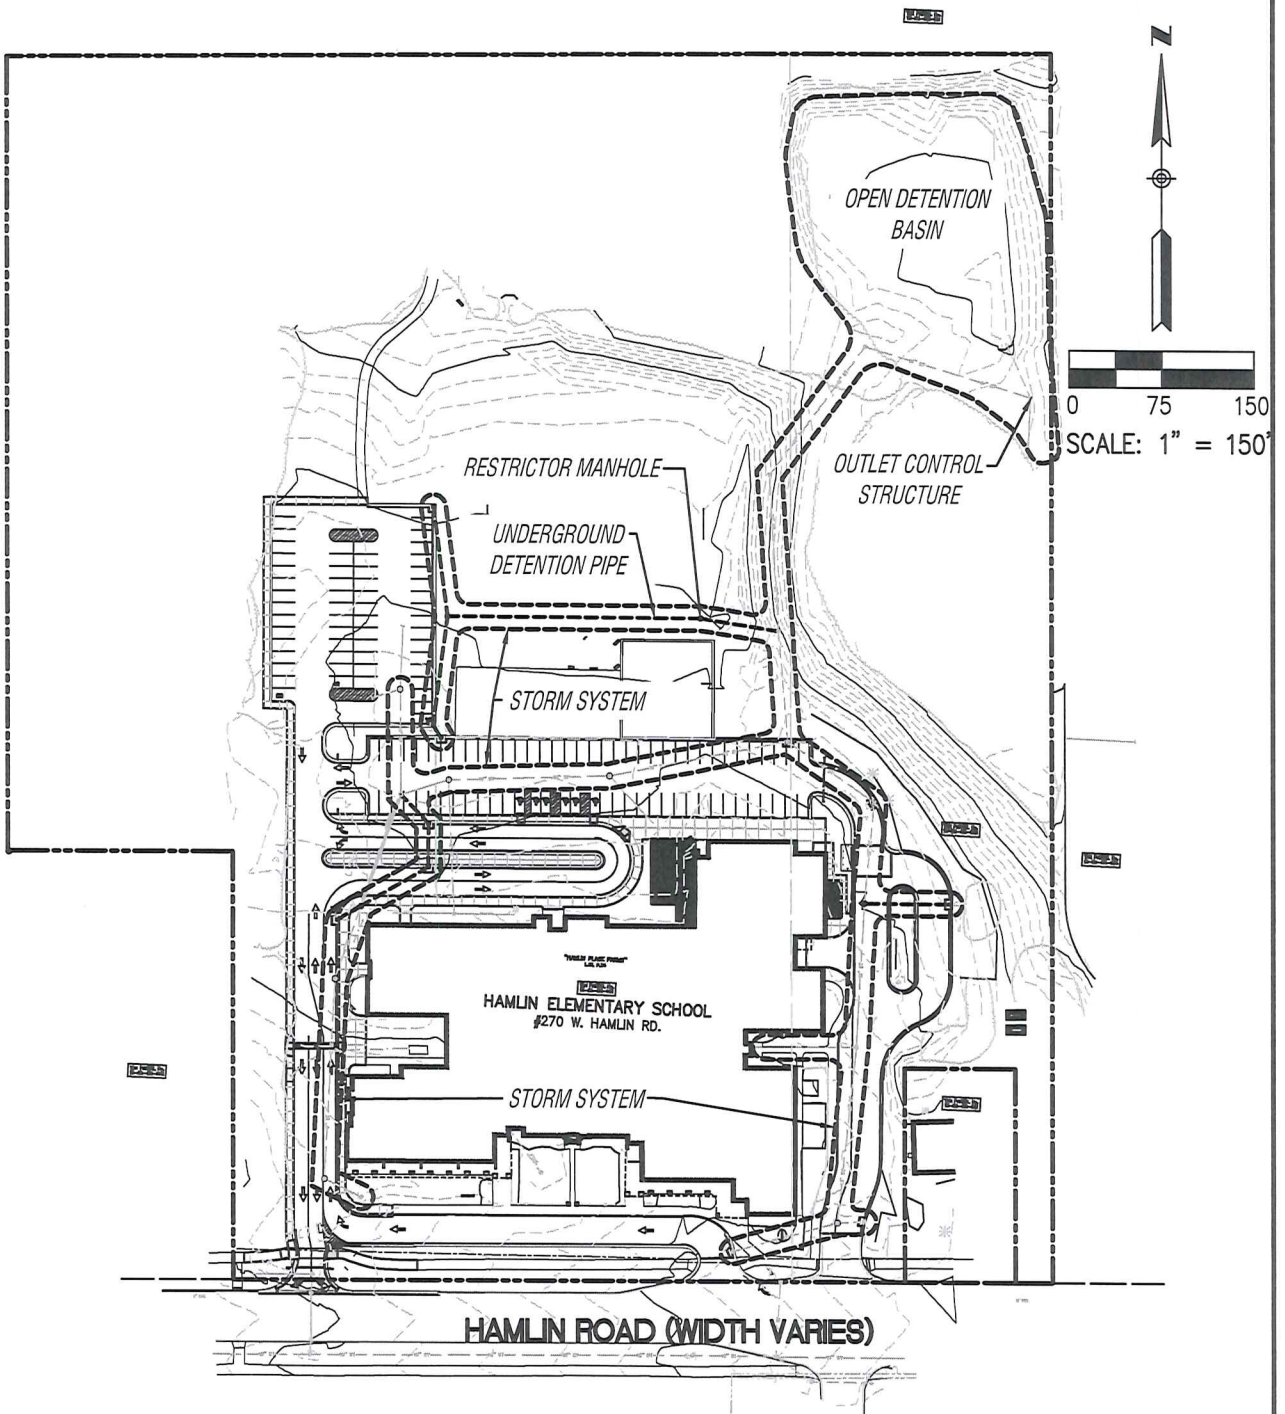 N
OPEN DETENTION
BASIN
0 75 150
SCALE: 1" = 150'
RESTRICTOR MANHOLE
OUTLET CONTROL
STRUCTURE
UNDERGROUND
DETENTION PIPE
STORM SYSTEM
HAMLIN ELEMENTARY SCHOOL
#270 W. HAMLIN RD.
STORM SYSTEM
HAMLIN ROAD (WIDTH VARIES)